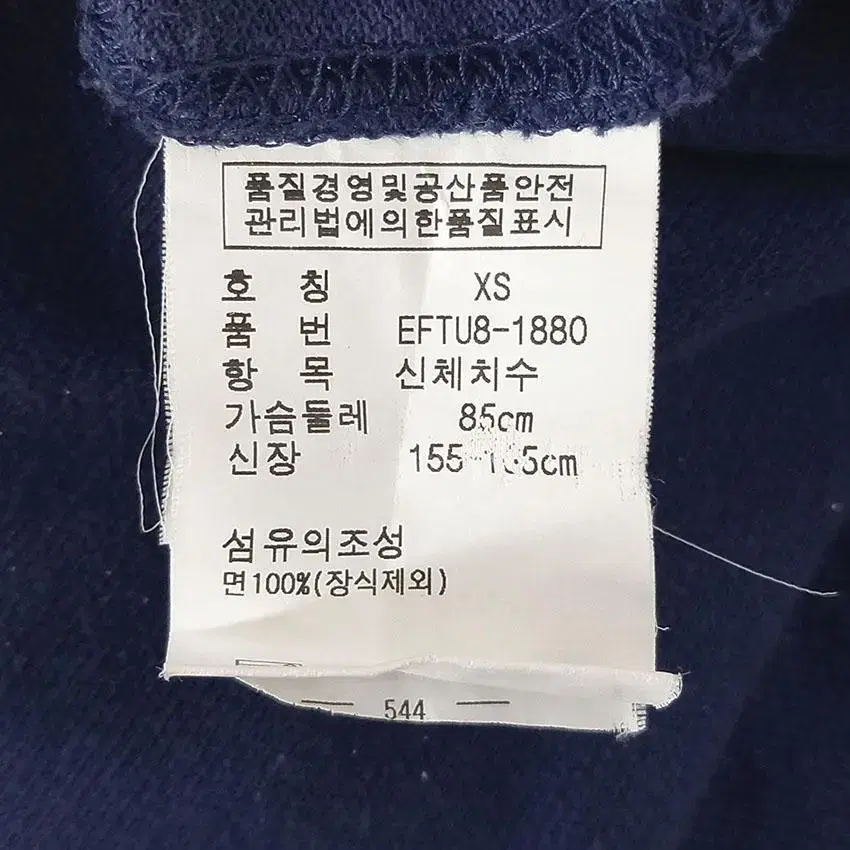 품질경영및공산품안전
관리법에의한품질표시
호 칭 XS
품 번 EFTU8-1880
항 목 신체치수
가슴둘레 85cm
신장
섬유의조성
면100%(장식제외)
544